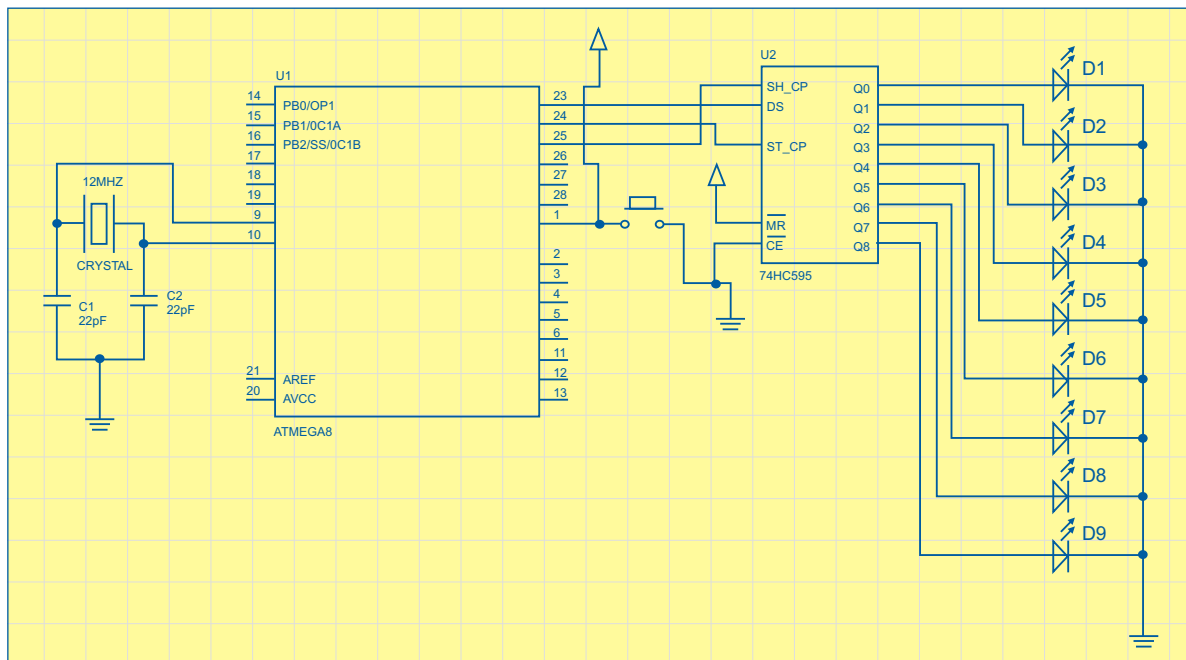 U1
14
PB0/OP1
15
PB1/0C1A
16
PB2/SS/0C1B
17
18
19
9
10
21
AREF
20
AVCC
ATMEGA8
23
24
25
26
27
28
1
2
3
4
5
6
11
12
13
12MHZ
CRYSTAL
C1
22pF
C2
22pF
U2
SH_CP
DS
ST_CP
MR
CE
Q0
Q1
Q2
Q3
Q4
Q5
Q6
Q7
Q8
74HC595
D1
D2
D3
D4
D5
D6
D7
D8
D9